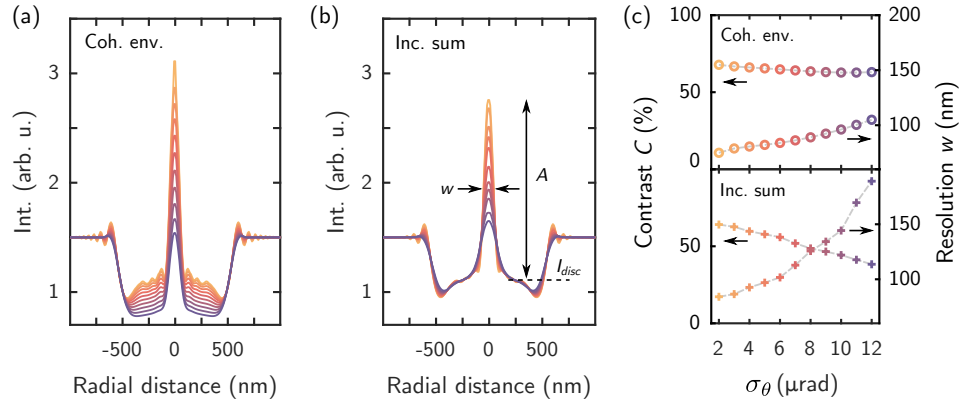 (a)
Coh. env.
3
2
1
Int. (arb. u.)
-500
0
500
Radial distance (nm)
(b)
Inc. sum
3
2
1
Int. (arb. u.)
w
A
I_disc
-500
0
500
Radial distance (nm)
(c)
100%
50
0
200
150
100
Coh. env.
Inc. sum
50
0
150
100
Contrast C (%)
Resolution w (nm)
2
4
6
8
10
12
σθ (μrad)